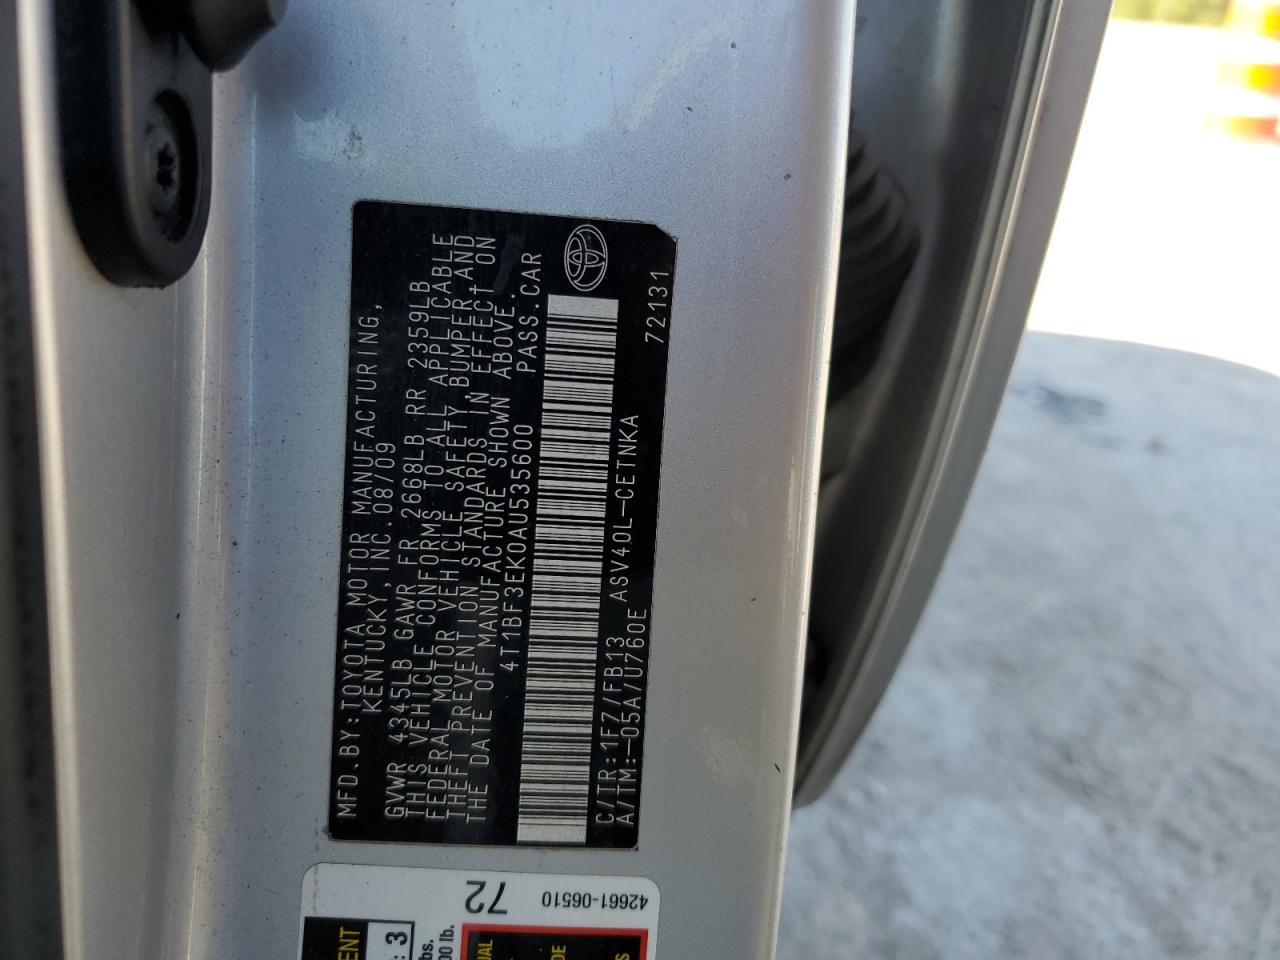 MFD.BY:TOYOTA MOTOR MANUFACTURING,
KENTUCKY, INC.08/09
GVWR 4345LB GAWR FR 2668LB RR 2359LB
THIS VEHICLE CONFORMS TO ALL APPLICABLE
FEDERAL MOTOR VEHICLE SAFETY,BUMPER AND
THEFT PREVENTION STANDARDS IN EFFECT ON
THE DATE OF MANUFACTURE SHOWN ABOVE.
4T1BF3EK0AU535600 PASS.CAR
C/TR:1F7/FB13 ASV40L-CETNKA 72131
A/TM:-05A/U760E
72
42661-06510
: 3